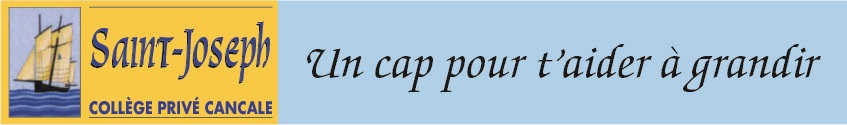 Saint-Joseph
COLLÈGE PRIVÉ CANCALE
Un cap pour t'aider à grandir